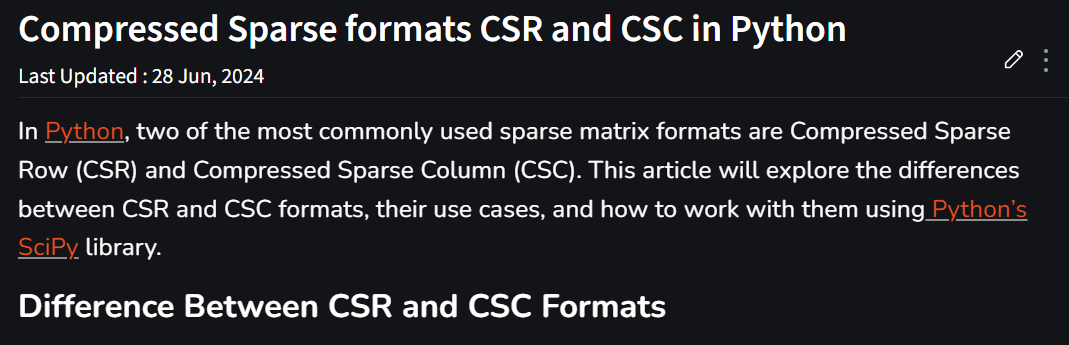 Compressed Sparse formats CSR and CSC in Python
Last Updated : 28 Jun, 2024
In Python, two of the most commonly used sparse matrix formats are Compressed Sparse
Row (CSR) and Compressed Sparse Column (CSC). This article will explore the differences
between CSR and CSC formats, their use cases, and how to work with them using Python’s
SciPy library.
Difference Between CSR and CSC Formats